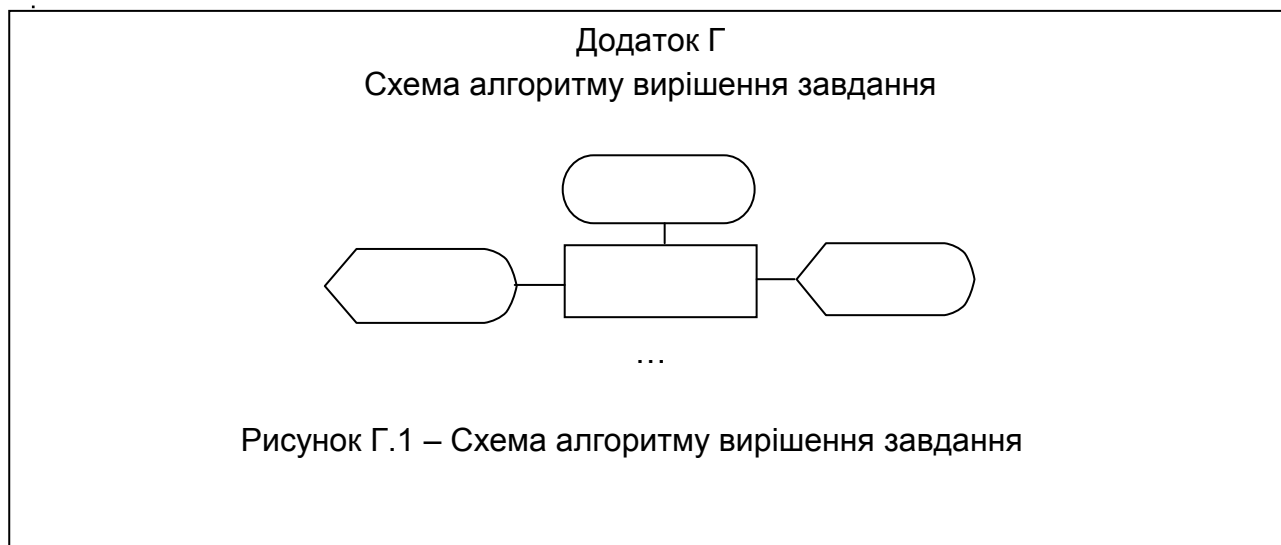 .
Додаток Г
Схема алгоритму вирішення завдання
…
Рисунок Г.1 – Схема алгоритму вирішення завдання